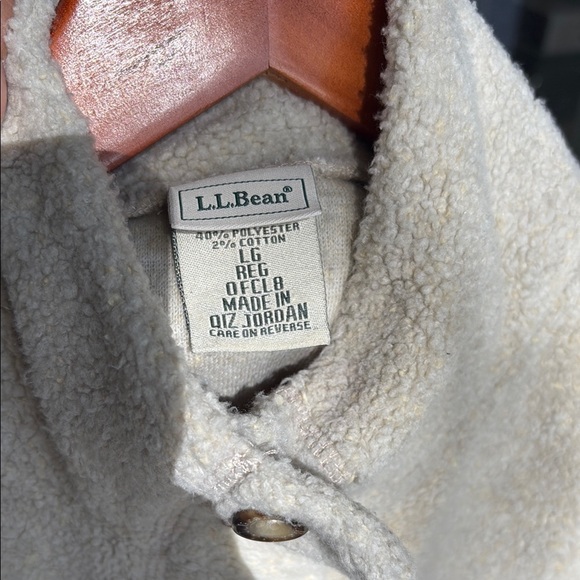 L.L.Bean®
40% POLYESTER
2% COTTON
LG
REG
0FCL8
MADE IN
QIZ JORDAN
CARE ON REVERSE